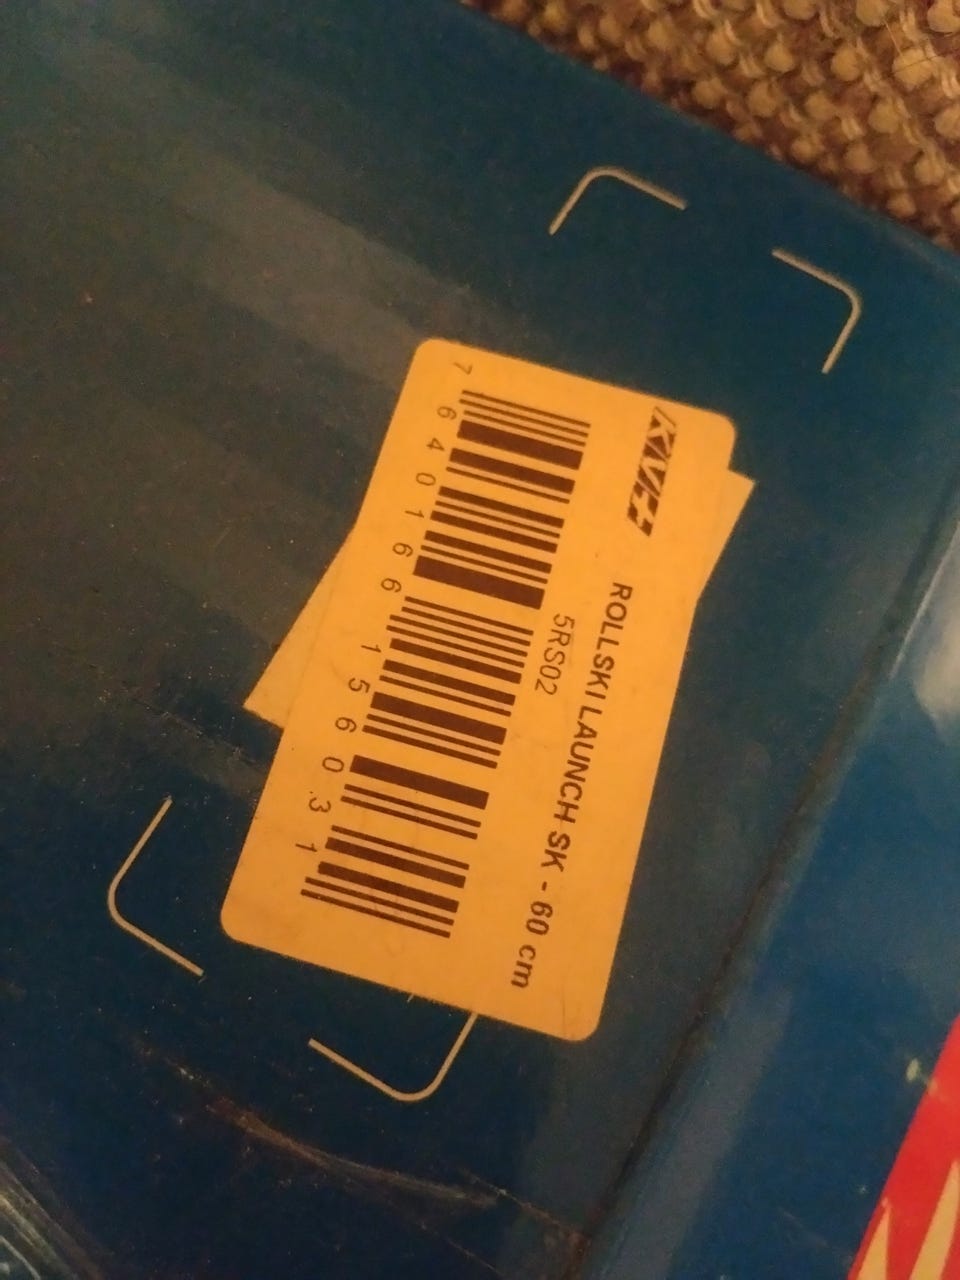 KV+
ROLLSKI LAUNCH SK - 60 cm
5RS02
7 640166 156031